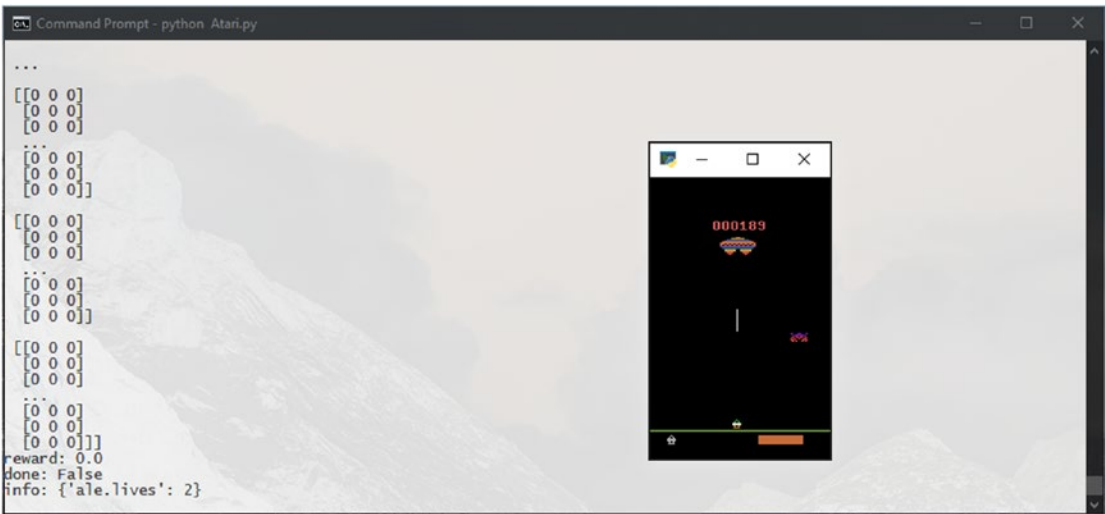 Command Prompt - python Atari.py
...
[[0 0 0]
[0 0 0]
[0 0 0]
...
[0 0 0]
[0 0 0]
[0 0 0]]
[[0 0 0]
[0 0 0]
[0 0 0]
...
[0 0 0]
[0 0 0]
[0 0 0]]
[[0 0 0]
[0 0 0]
[0 0 0]
...
[0 0 0]
[0 0 0]
[0 0 0]]]
reward: 0.0
done: False
info: {'ale.lives': 2}
000189